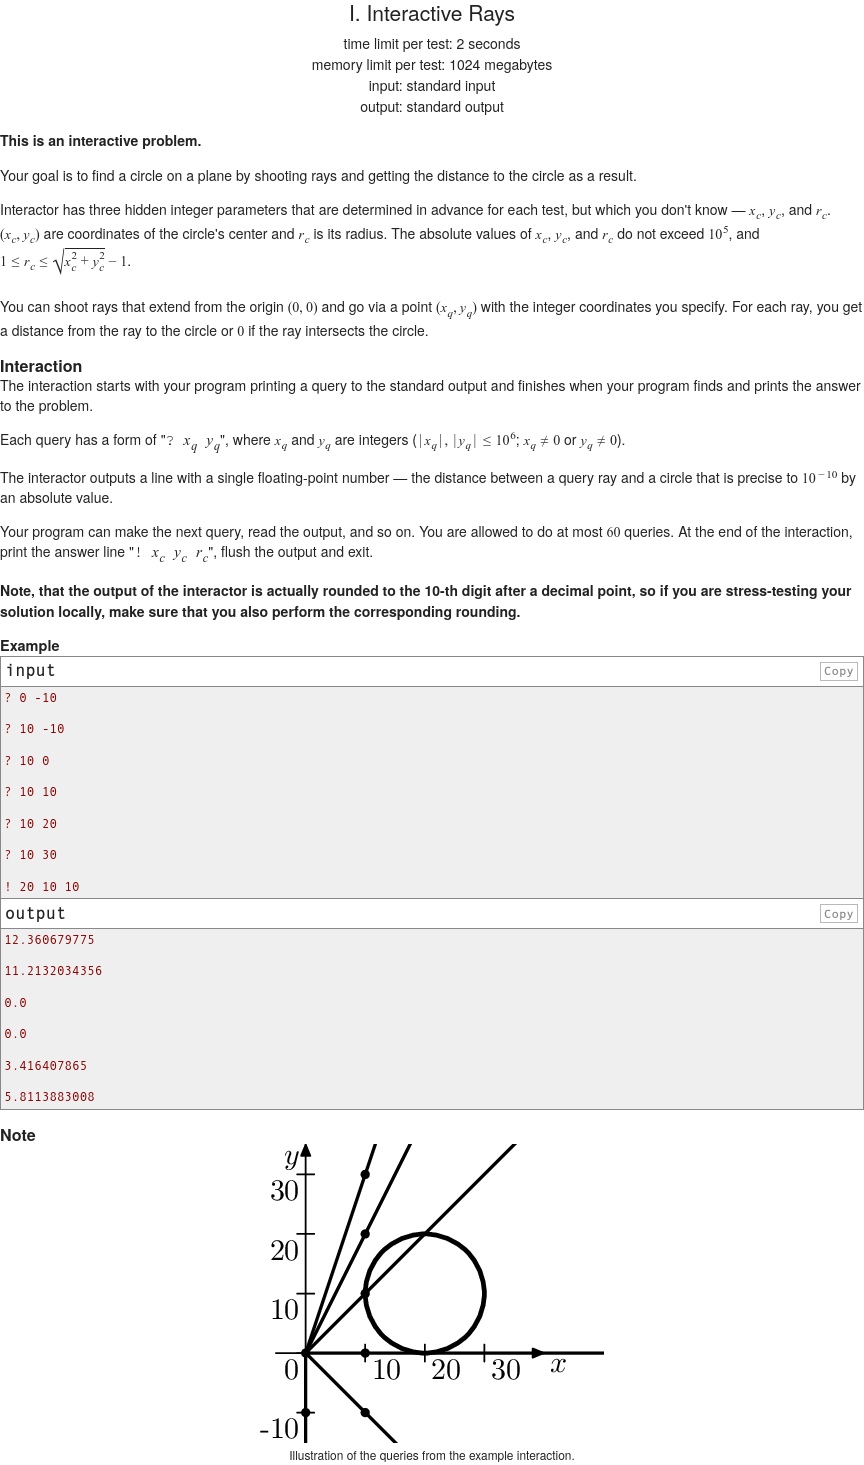 I. Interactive Rays
time limit per test: 2 seconds
memory limit per test: 1024 megabytes
input: standard input
output: standard output
This is an interactive problem.
Your goal is to find a circle on a plane by shooting rays and getting the distance to the circle as a result.
Interactor has three hidden integer parameters that are determined in advance for each test, but which you don't know — x_c, y_c, and r_c.
(x_c, y_c) are coordinates of the circle's center and r_c is its radius. The absolute values of x_c, y_c, and r_c do not exceed 10^5, and
1 ≤ r_c ≤ √(x_c^2 + y_c^2) − 1.
You can shoot rays that extend from the origin (0, 0) and go via a point (x_q, y_q) with the integer coordinates you specify. For each ray, you get
a distance from the ray to the circle or 0 if the ray intersects the circle.
Interaction
The interaction starts with your program printing a query to the standard output and finishes when your program finds and prints the answer
to the problem.
Each query has a form of "? x_q y_q", where x_q and y_q are integers (|x_q|, |y_q| ≤ 10^6; x_q ≠ 0 or y_q ≠ 0).
The interactor outputs a line with a single floating-point number — the distance between a query ray and a circle that is precise to 10^−10 by
an absolute value.
Your program can make the next query, read the output, and so on. You are allowed to do at most 60 queries. At the end of the interaction,
print the answer line "! x_c y_c r_c", flush the output and exit.
Note, that the output of the interactor is actually rounded to the 10-th digit after a decimal point, so if you are stress-testing your
solution locally, make sure that you also perform the corresponding rounding.
Example
input Copy
? 0 -10
? 10 -10
? 10 0
? 10 10
? 10 20
? 10 30
! 20 10 10
output Copy
12.360679775
11.2132034356
0.0
0.0
3.416407865
5.8113883008
Note
y
30
20
10
0 10 20 30 x
-10
Illustration of the queries from the example interaction.